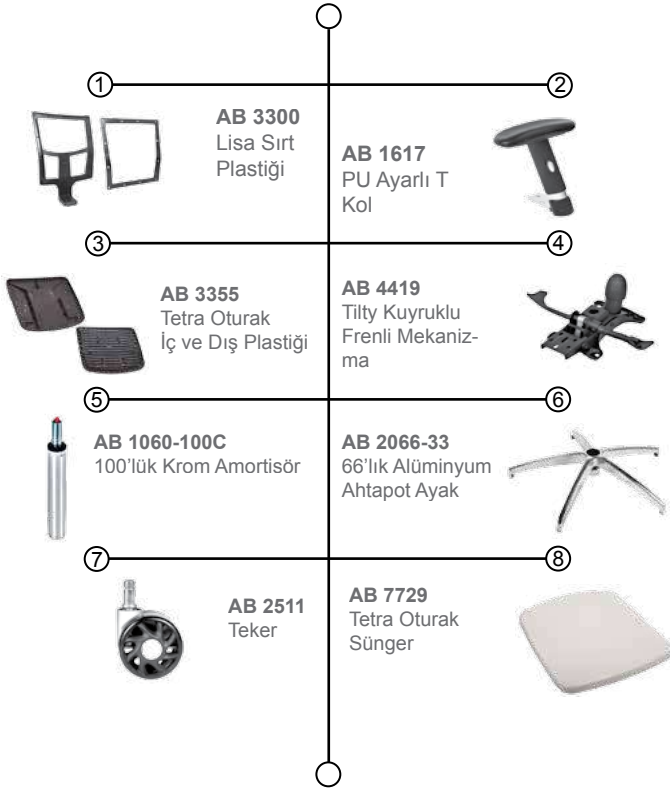 1
AB 3300
Lisa Sırt
Plastiği
2
AB 1617
PU Ayarlı T
Kol
3
AB 3355
Tetra Oturak
İç ve Dış Plastiği
4
AB 4419
Tilty Kuyruklu
Frenli Mekaniz-
ma
5
AB 1060-100C
100’lük Krom Amortisör
6
AB 2066-33
66’lık Alüminyum
Ahtapot Ayak
7
AB 2511
Teker
8
AB 7729
Tetra Oturak
Sünger